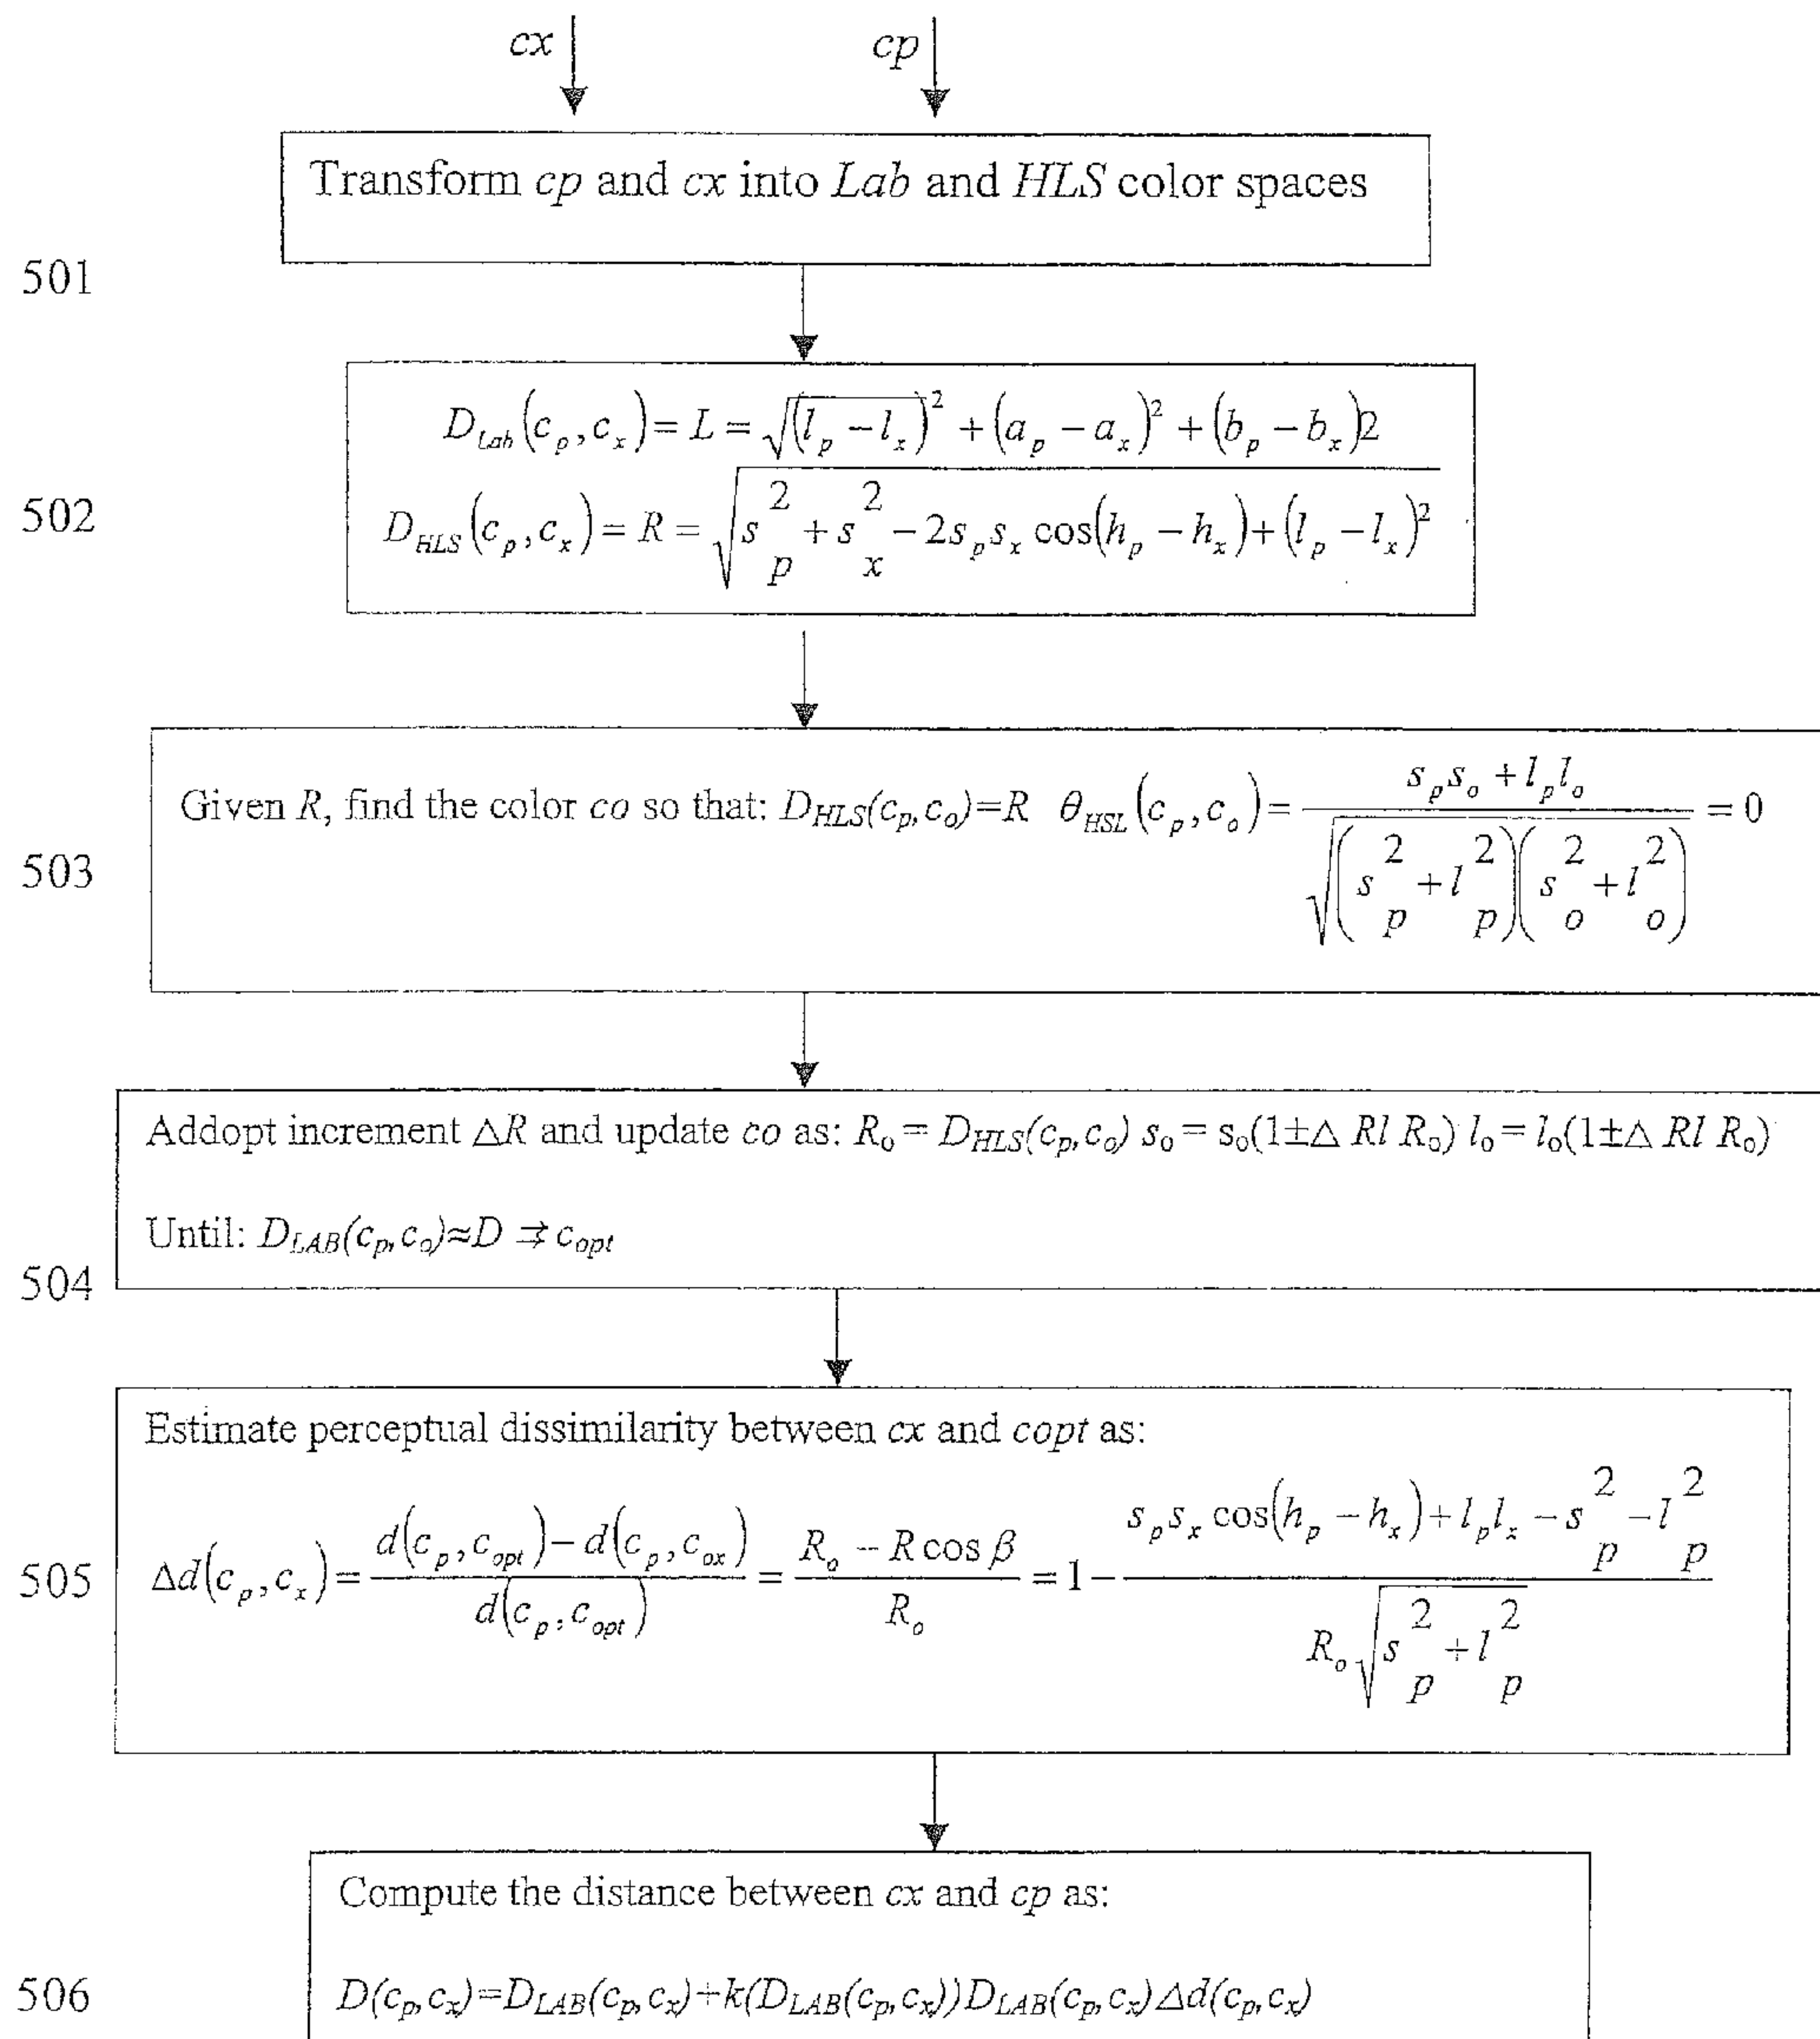 cx cp
Transform cp and cx into Lab and HLS color spaces
501
D_Lab(c_p, c_x) = L = √(l_p − l_x)² + (a_p − a_x)² + (b_p − b_x)2
502
D_HLS(c_p, c_x) = R = √(s_p² + s_x² − 2s_p s_x cos(h_p − h_x) + (l_p − l_x)²)
503
Given R, find the color co so that: D_HLS(c_p, c_o)=R θ_HSL(c_p, c_o) = (s_p s_o + l_p l_o) / √((s_p² + l_p²)(s_o² + l_o²)) = 0
Addopt increment △R and update co as: R_o = D_HLS(c_p, c_o) s_o = s_o(1±△ Rl R_o) l_o = l_o(1±△ Rl R_o)
Until: D_LAB(c_p, c_o)≈D ⇉ c_opt
504
Estimate perceptual dissimilarity between cx and copt as:
505
Δd(c_p, c_x) = (d(c_p, c_opt) − d(c_p, c_ox)) / d(c_p, c_opt) = (R_o − R cos β) / R_o = 1 − (s_p s_x cos(h_p − h_x) + l_p l_x − s_p² − l_p²) / (R_o √(s_p² + l_p²))
Compute the distance between cx and cp as:
506
D(c_p, c_x)=D_LAB(c_p, c_x)+k(D_LAB(c_p, c_x))D_LAB(c_p, c_x)Δd(c_p, c_x)